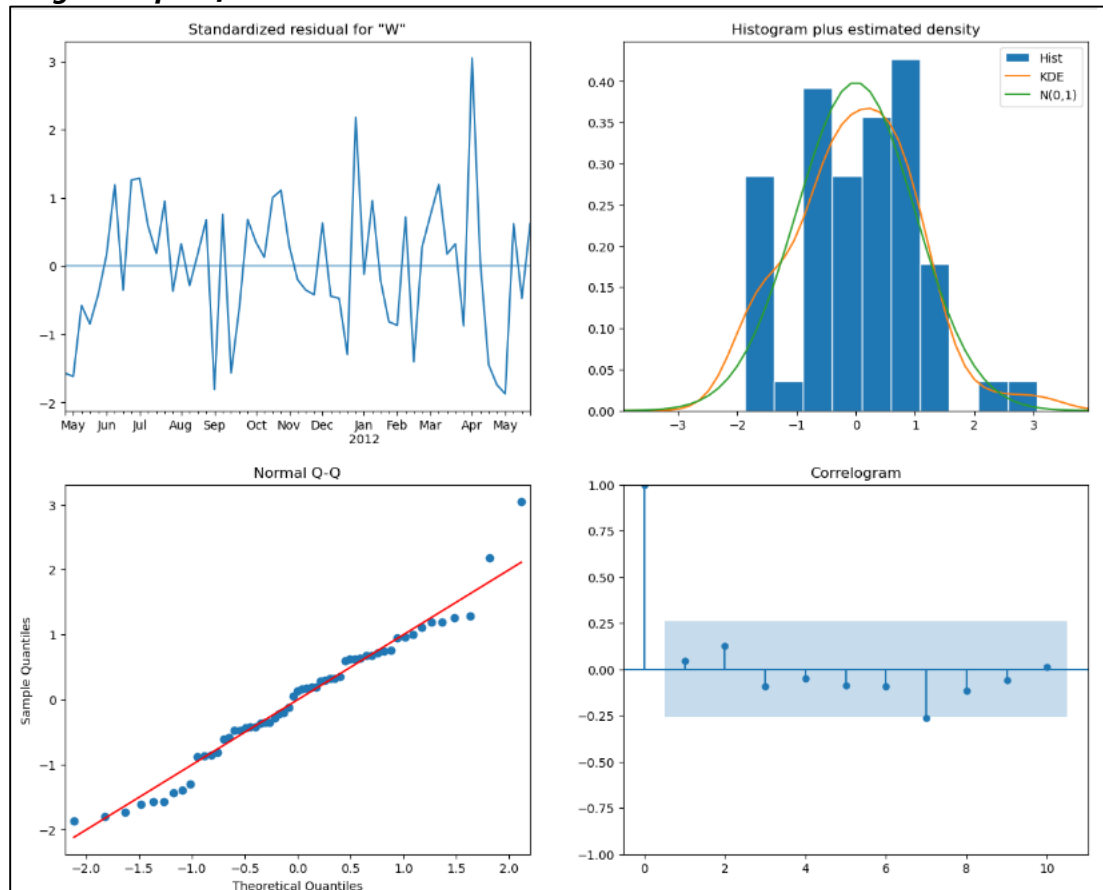 Standardized residual for "W"
3
2
1
0
−1
−2
May Jun Jul Aug Sep Oct Nov Dec Jan Feb Mar Apr May
2012
Histogram plus estimated density
Hist
KDE
N(0,1)
0.40
0.35
0.30
0.25
0.20
0.15
0.10
0.05
0.00
−3 −2 −1 0 1 2 3
Normal Q-Q
Sample Quantiles
3
2
1
0
−1
−2
−2.0 −1.5 −1.0 −0.5 0.0 0.5 1.0 1.5 2.0
Theoretical Quantiles
Correlogram
1.00
0.75
0.50
0.25
0.00
−0.25
−0.50
−0.75
−1.00
0 2 4 6 8 10